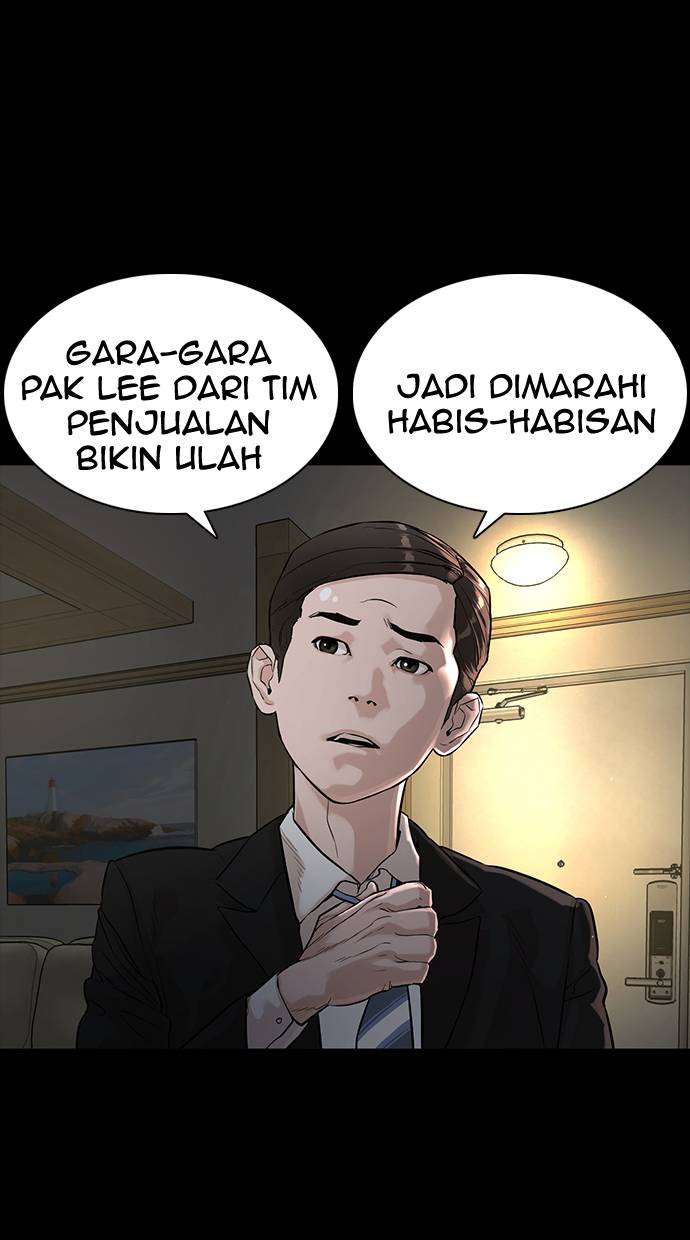 GARA-GARA
PAK LEE DARI TIM
PENJUALAN
BIKIN ULAH
JADI DIMARAHI
HABIS-HABISAN